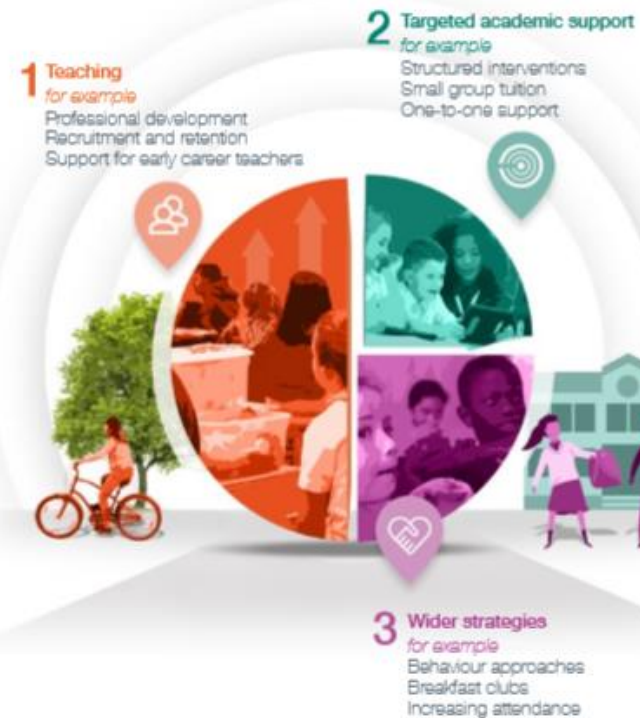 1 Teaching
for example
Professional development
Recruitment and retention
Support for early career teachers
2 Targeted academic support
for example
Structured interventions
Small group tuition
One-to-one support
3 Wider strategies
for example
Behaviour approaches
Breakfast clubs
Increasing attendance